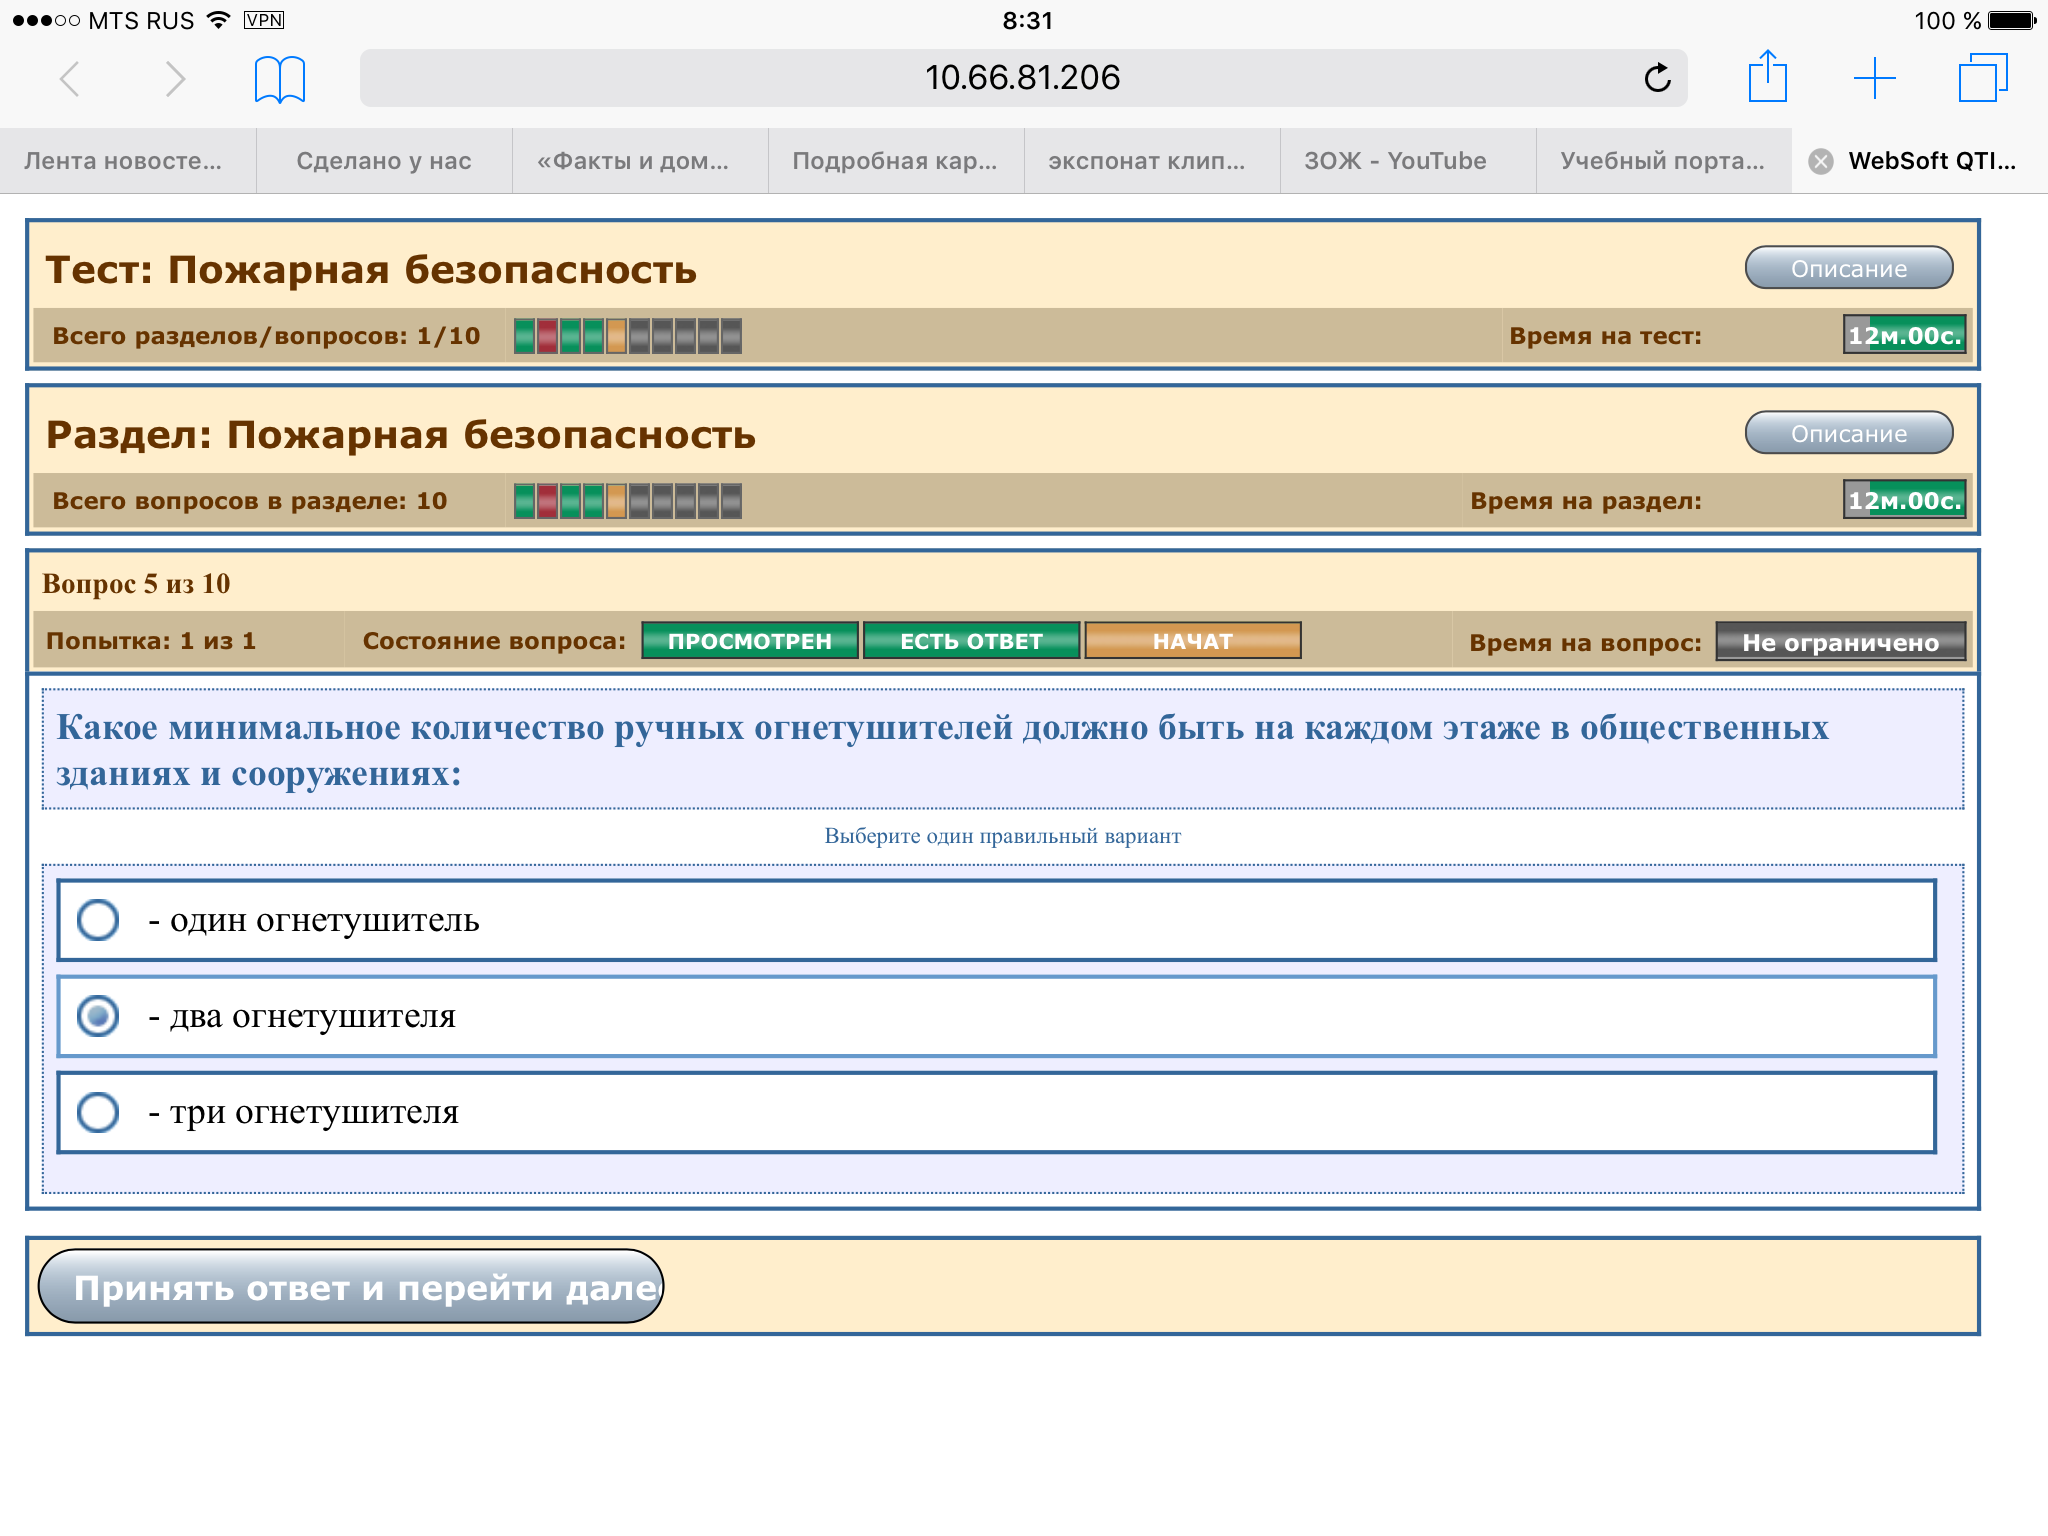 MTS RUS VPN 8:31 100 %
10.66.81.206
Лента новосте... Сделано у нас «Факты и дом... Подробная кар... экспонат клип... ЗОЖ - YouTube Учебный порта... WebSoft QTI...
Тест: Пожарная безопасность Описание
Всего разделов/вопросов: 1/10 Время на тест: 12м.00с.
Раздел: Пожарная безопасность Описание
Всего вопросов в разделе: 10 Время на раздел: 12м.00с.
Вопрос 5 из 10
Попытка: 1 из 1 Состояние вопроса: ПРОСМОТРЕН ЕСТЬ ОТВЕТ НАЧАТ Время на вопрос: Не ограничено
Какое минимальное количество ручных огнетушителей должно быть на каждом этаже в общественных
зданиях и сооружениях:
Выберите один правильный вариант
- один огнетушитель
- два огнетушителя
- три огнетушителя
Принять ответ и перейти дале